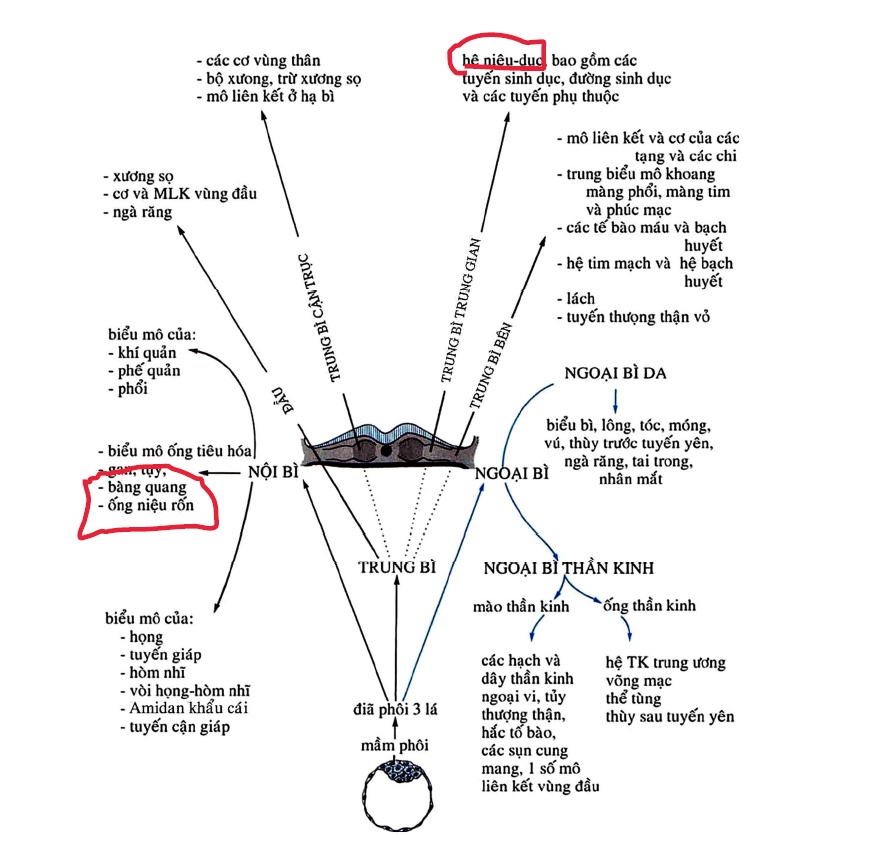 - các cơ vùng thân
- bộ xưong, trừ xương sọ
- mô liên kết ở hạ bì
hệ niêu-dục, bao gồm các
tuyến sinh dục, đường sinh dục
và các tuyến phụ thuộc
- mô liên kết và cơ của các
tạng và các chi
- trung biểu mô khoang
màng phổi, màng tim
và phúc mạc
- các tế bào máu và bạch
huyết
- hệ tim mạch và hệ bạch
huyết
- lách
- tuyến thượng thận vỏ
- xương sọ
- cơ và MLK vùng đầu
- ngà răng
TRUNG BÌ CẬN TRỤC
TRUNG BÌ TRUNG GIAN
TRUNG BÌ BÊN
ĐẦU
biểu mô của:
- khí quản
- phế quản
- phổi
NGOẠI BÌ DA
biểu bì, lông, tóc, móng,
vú, thùy trước tuyến yên,
ngà răng, tai trong,
nhân mắt
- biểu mô ống tiêu hóa
- gan, tụy,
- bàng quang
- ống niệu rốn
NỘI BÌ
NGOẠI BÌ
TRUNG BÌ
NGOẠI BÌ THẦN KINH
mào thần kinh
ống thần kinh
biểu mô của:
- họng
- tuyến giáp
- hòm nhĩ
- vòi họng-hòm nhĩ
- Amidan khẩu cái
- tuyến cận giáp
các hạch và
dây thần kinh
ngoại vi, tủy
thượng thận,
hắc tố bào,
các sụn cung
mang, 1 số mô
liên kết vùng đầu
hệ TK trung ương
võng mạc
thể tùng
thùy sau tuyến yên
điã phôi 3 lá
mầm phôi